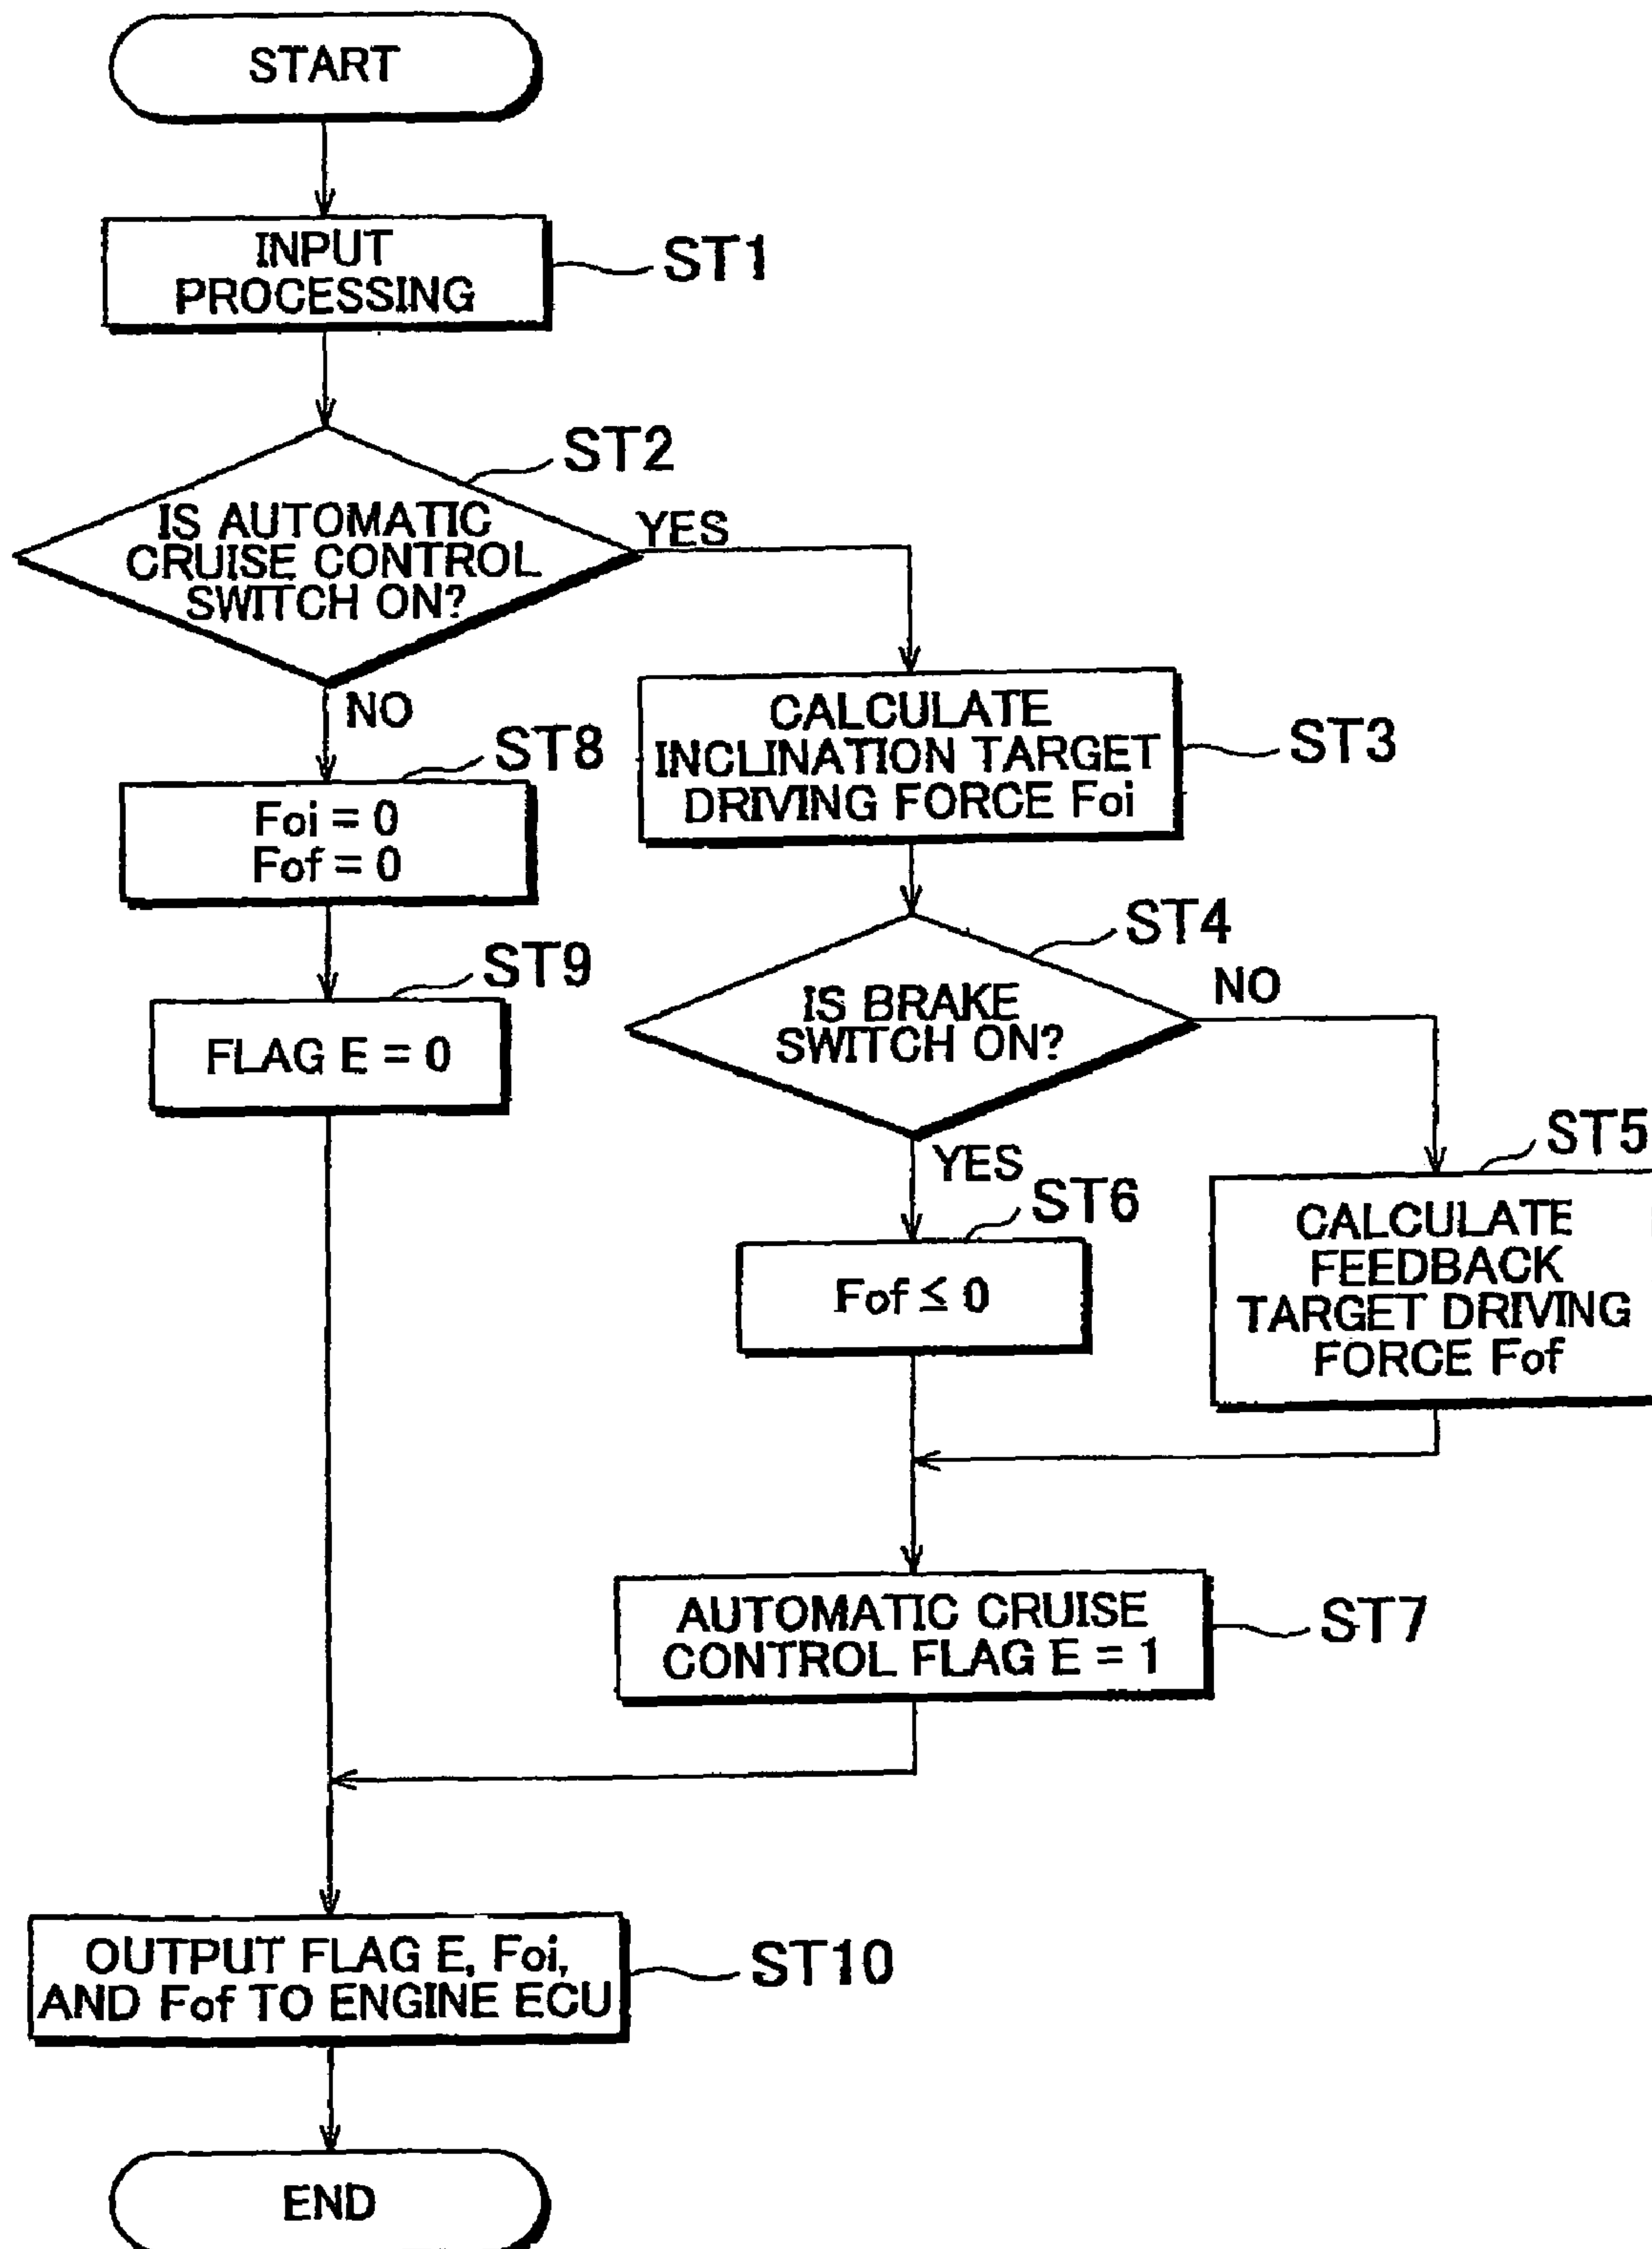 START
INPUT
PROCESSING
ST1
ST2
IS AUTOMATIC
CRUISE CONTROL
SWITCH ON?
YES
NO
CALCULATE
INCLINATION TARGET
DRIVING FORCE Foi
ST3
ST8
Foi = 0
Fof = 0
ST4
IS BRAKE
SWITCH ON?
NO
ST9
FLAG E = 0
YES
ST5
CALCULATE
FEEDBACK
TARGET DRIVING
FORCE Fof
ST6
Fof ≤ 0
AUTOMATIC CRUISE
CONTROL FLAG E = 1
ST7
OUTPUT FLAG E, Foi,
AND Fof TO ENGINE ECU
ST10
END